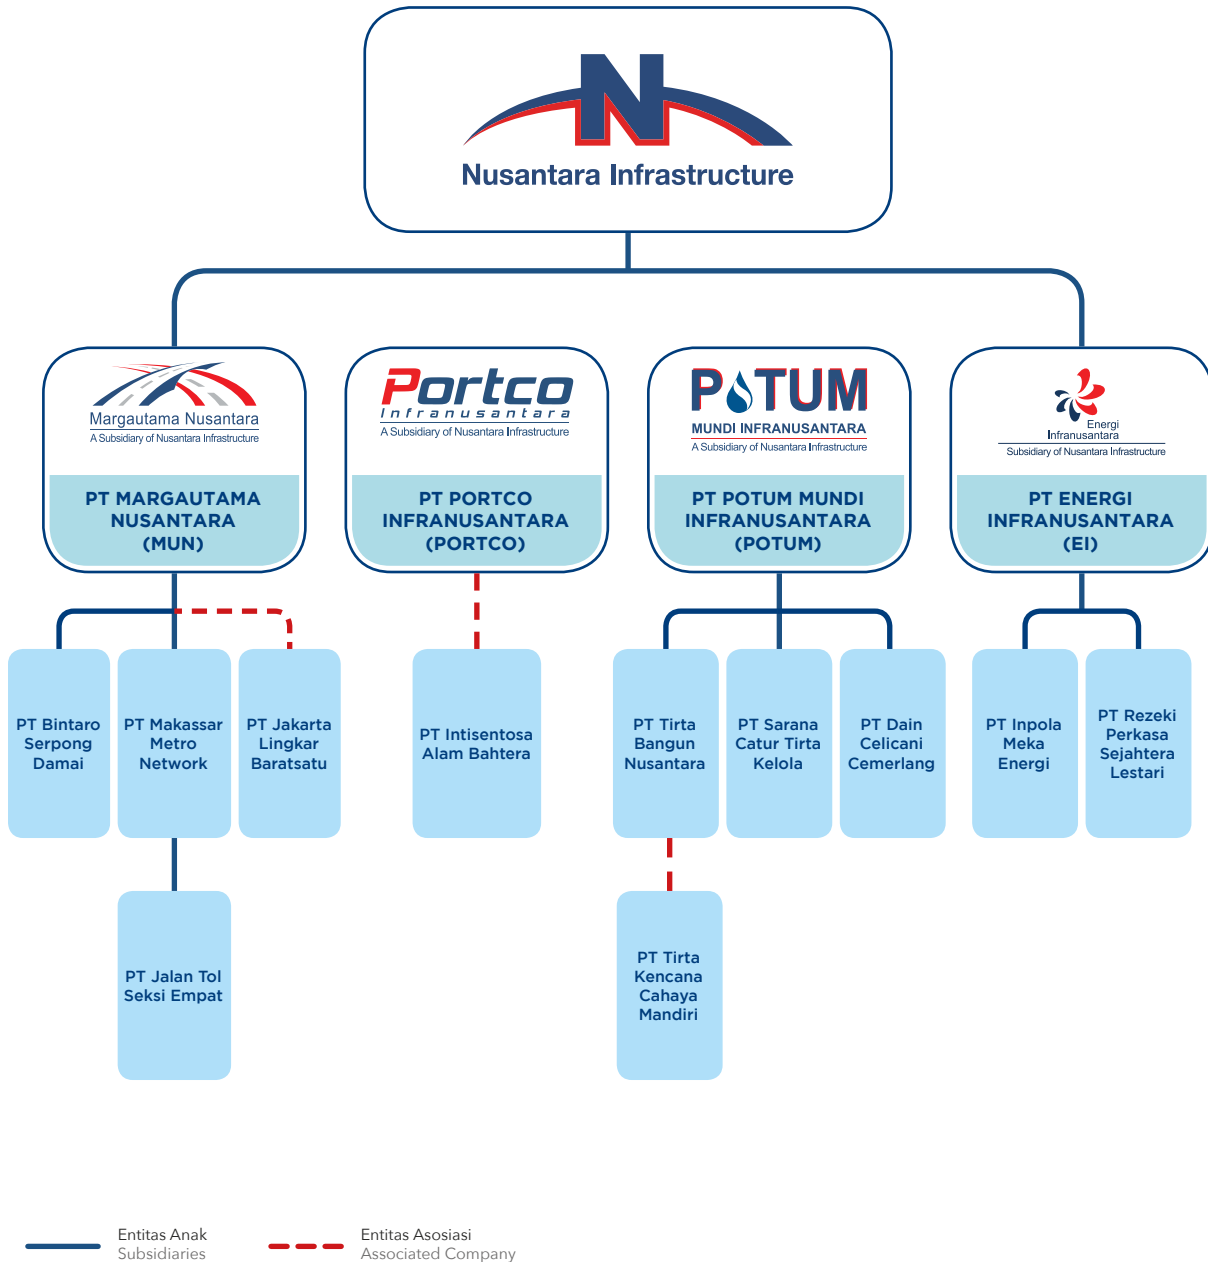 N
Nusantara Infrastructure
Margautama Nusantara
A Subsidiary of Nusantara Infrastructure
PT MARGAUTAMA
NUSANTARA
(MUN)
Portco
Infranusantara
A Subsidiary of Nusantara Infrastructure
PT PORTCO
INFRANUSANTARA
(PORTCO)
POTUM
MUNDI INFRANUSANTARA
A Subsidiary of Nusantara Infrastructure
PT POTUM MUNDI
INFRANUSANTARA
(POTUM)
Energi
Infranusantara
Subsidiary of Nusantara Infrastructure
PT ENERGI
INFRANUSANTARA
(EI)
PT Bintaro
Serpong
Damai
PT Makassar
Metro
Network
PT Jakarta
Lingkar
Baratsatu
PT Intisentosa
Alam Bahtera
PT Tirta
Bangun
Nusantara
PT Sarana
Catur Tirta
Kelola
PT Dain
Celicani
Cemerlang
PT Inpola
Meka
Energi
PT Rezeki
Perkasa
Sejahtera
Lestari
PT Jalan Tol
Seksi Empat
PT Tirta
Kencana
Cahaya
Mandiri
Entitas Anak
Subsidiaries
Entitas Asosiasi
Associated Company